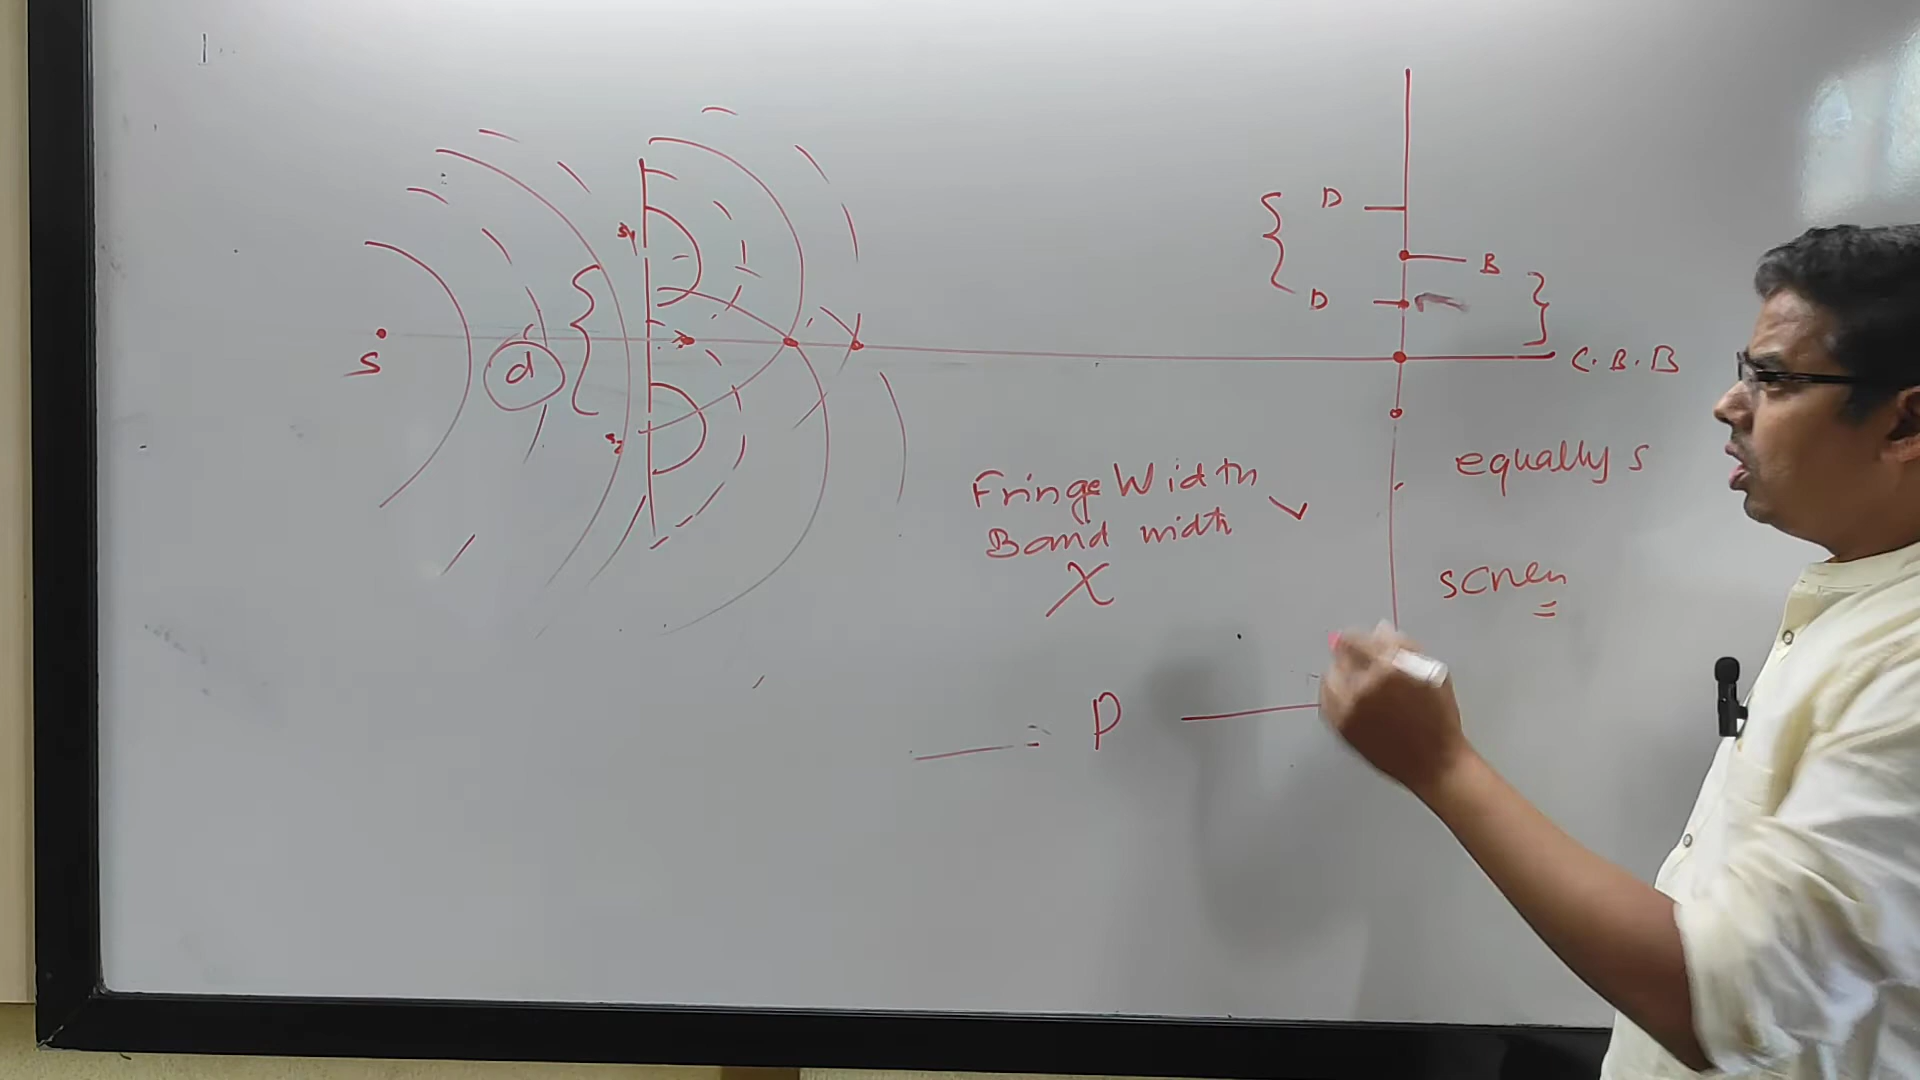 S
d
S1
S2
D
B
D
C.B.B
equally s
Fringe Width
Band width
X
screen
P